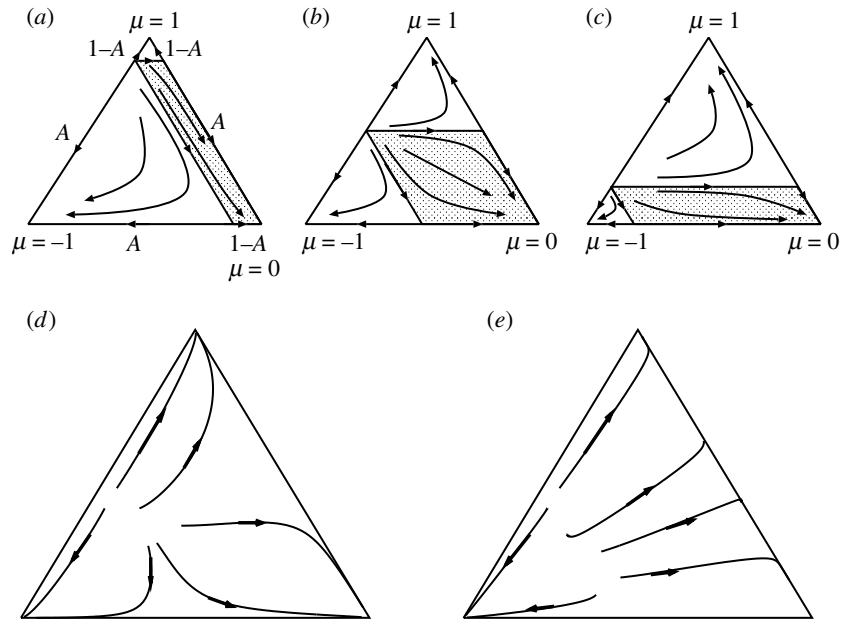 (a)
μ = 1
1–A
1–A
A
A
μ = –1
A
1–A
μ = 0
(b)
μ = 1
μ = –1
μ = 0
(c)
μ = 1
μ = –1
μ = 0
(d)
(e)